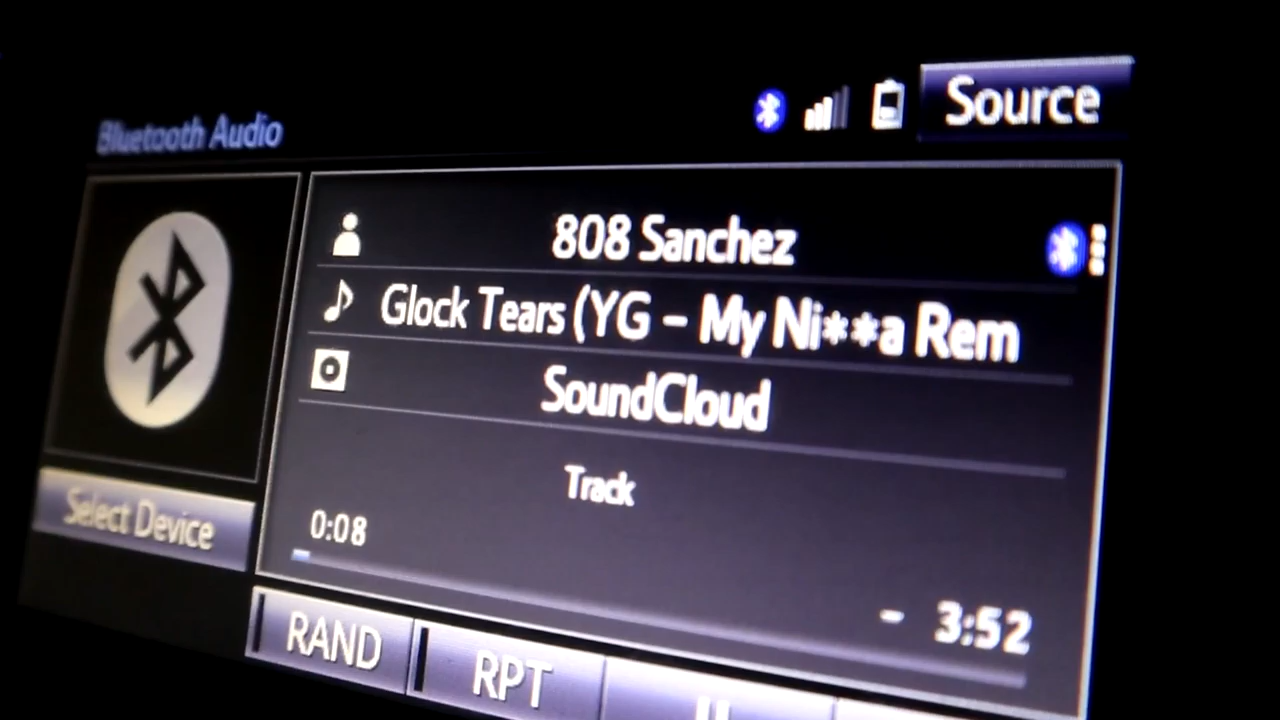 Bluetooth Audio
Source
808 Sanchez
Glock Tears (YG – My Ni**a Rem
SoundCloud
Track
Select Device
0:08
- 3:52
RAND
RPT